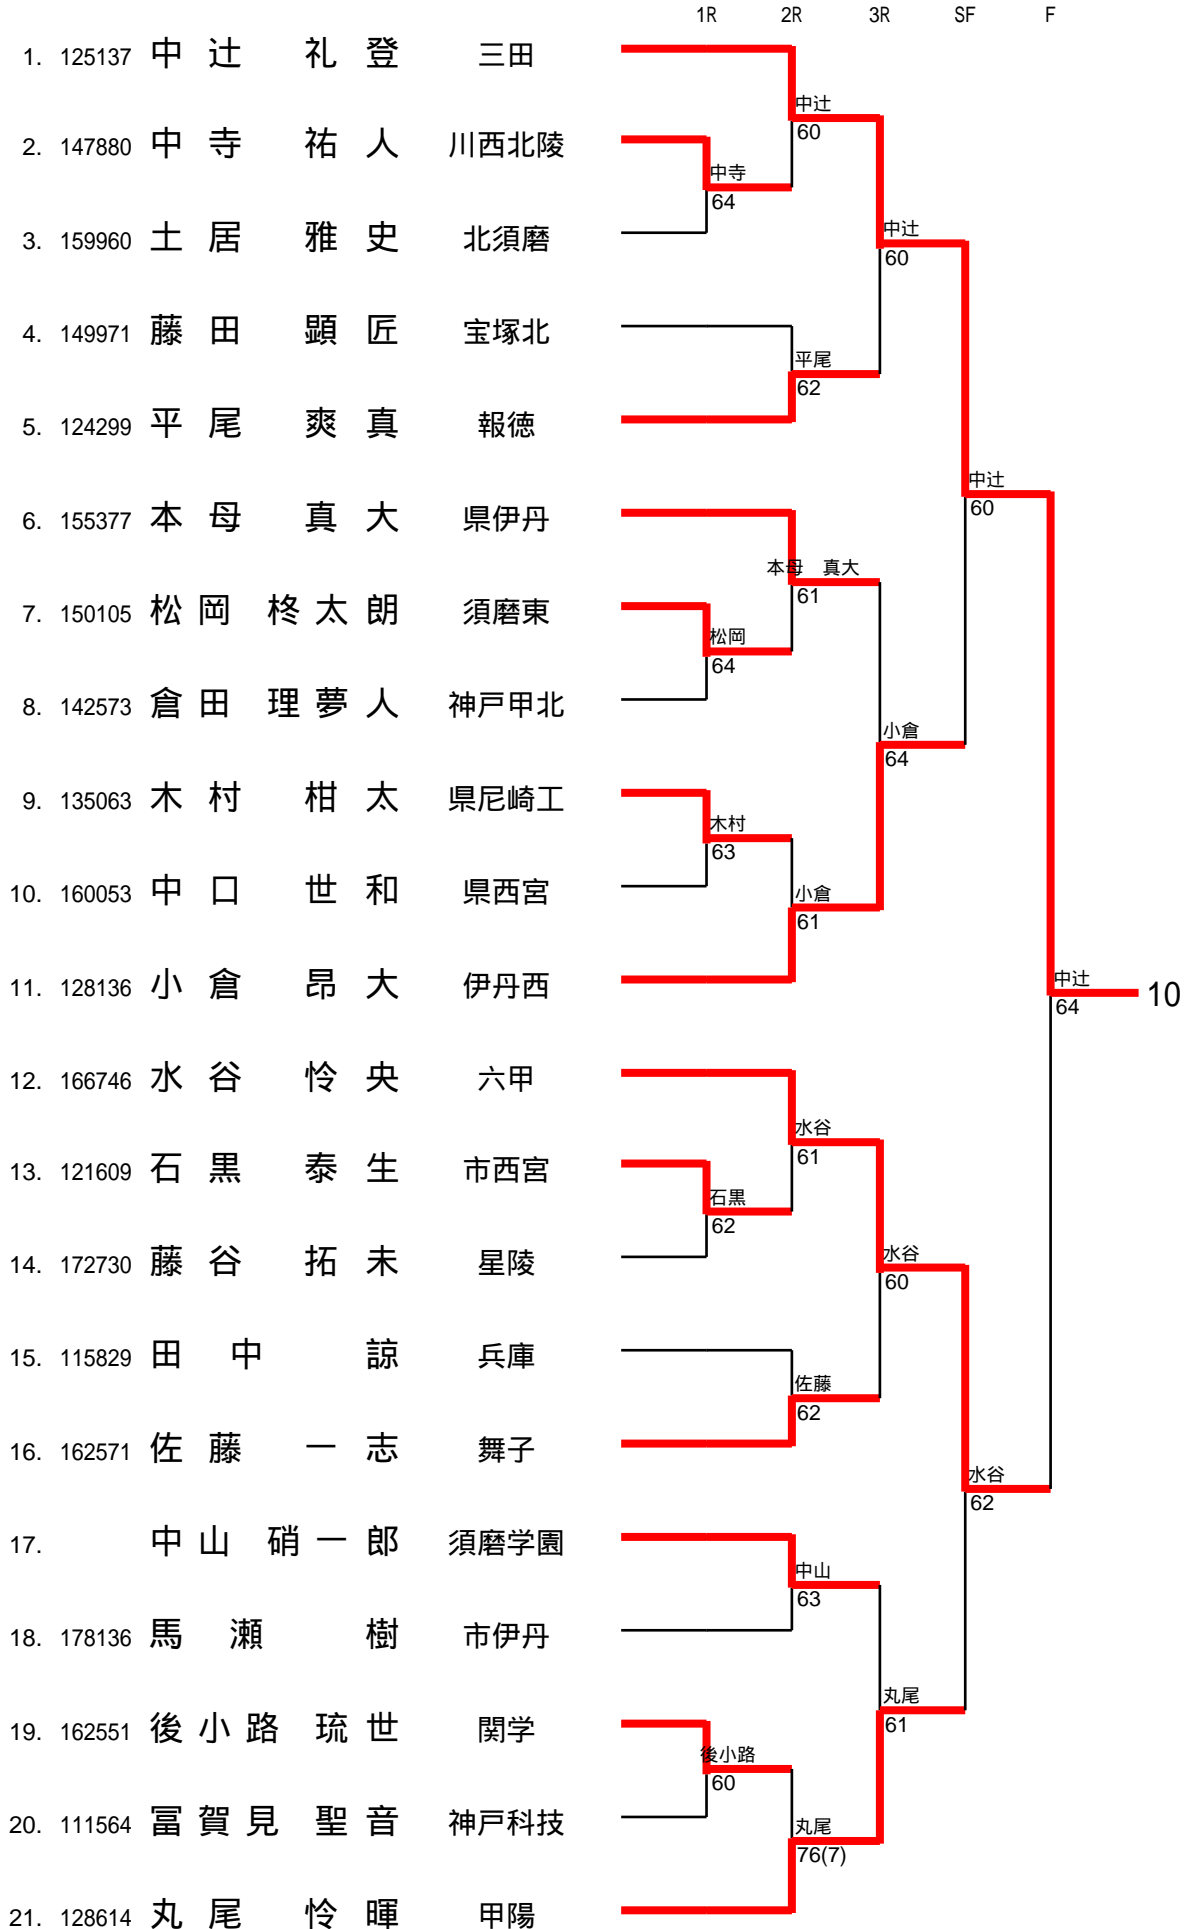 1R 2R 3R SF F
1. 125137 中辻 礼登 三田
中辻
60
2. 147880 中寺 祐人 川西北陵
中寺
64
3. 159960 土居 雅史 北須磨
中辻
60
4. 149971 藤田 顕匠 宝塚北
平尾
62
5. 124299 平尾 爽真 報徳
中辻
60
6. 155377 本母 真大 県伊丹
本母 真大
61
7. 150105 松岡 柊太朗 須磨東
松岡
64
8. 142573 倉田 理夢人 神戸甲北
小倉
64
9. 135063 木村 柑太 県尼崎工
木村
63
10. 160053 中口 世和 県西宮
小倉
61
11. 128136 小倉 昂大 伊丹西
中辻
64
10
12. 166746 水谷 怜央 六甲
水谷
61
13. 121609 石黒 泰生 市西宮
石黒
62
14. 172730 藤谷 拓未 星陵
水谷
60
15. 115829 田中 諒 兵庫
佐藤
62
16. 162571 佐藤 一志 舞子
水谷
62
17. 中山 硝一郎 須磨学園
中山
63
18. 178136 馬瀬 樹 市伊丹
丸尾
61
19. 162551 後小路 琉世 関学
後小路
60
20. 111564 冨賀見 聖音 神戸科技
丸尾
76(7)
21. 128614 丸尾 怜暉 甲陽